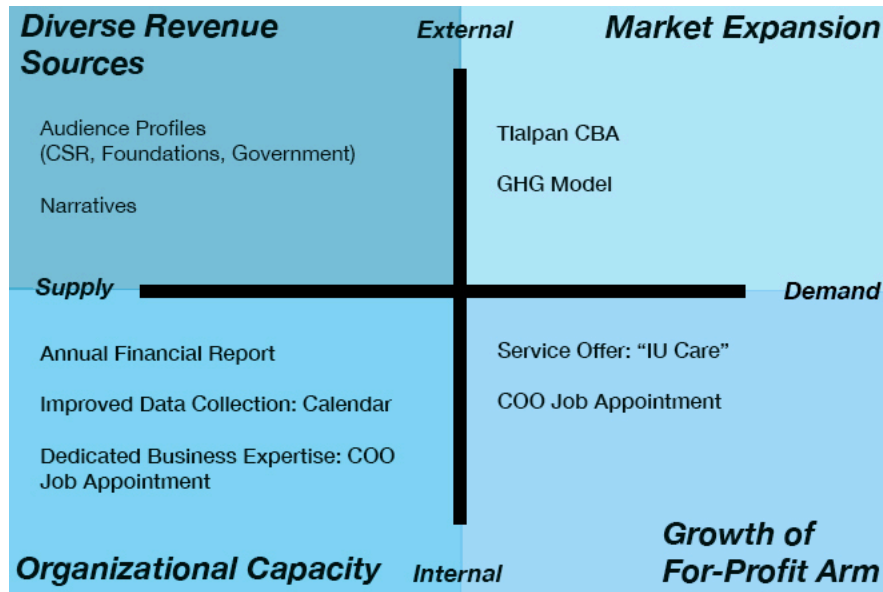 Diverse Revenue
Sources
External
Market Expansion
Audience Profiles
(CSR, Foundations, Government)
Narratives
Tlalpan CBA
GHG Model
Supply
Demand
Annual Financial Report
Improved Data Collection: Calendar
Dedicated Business Expertise: COO
Job Appointment
Service Offer: “IU Care”
COO Job Appointment
Organizational Capacity
Internal
Growth of
For-Profit Arm